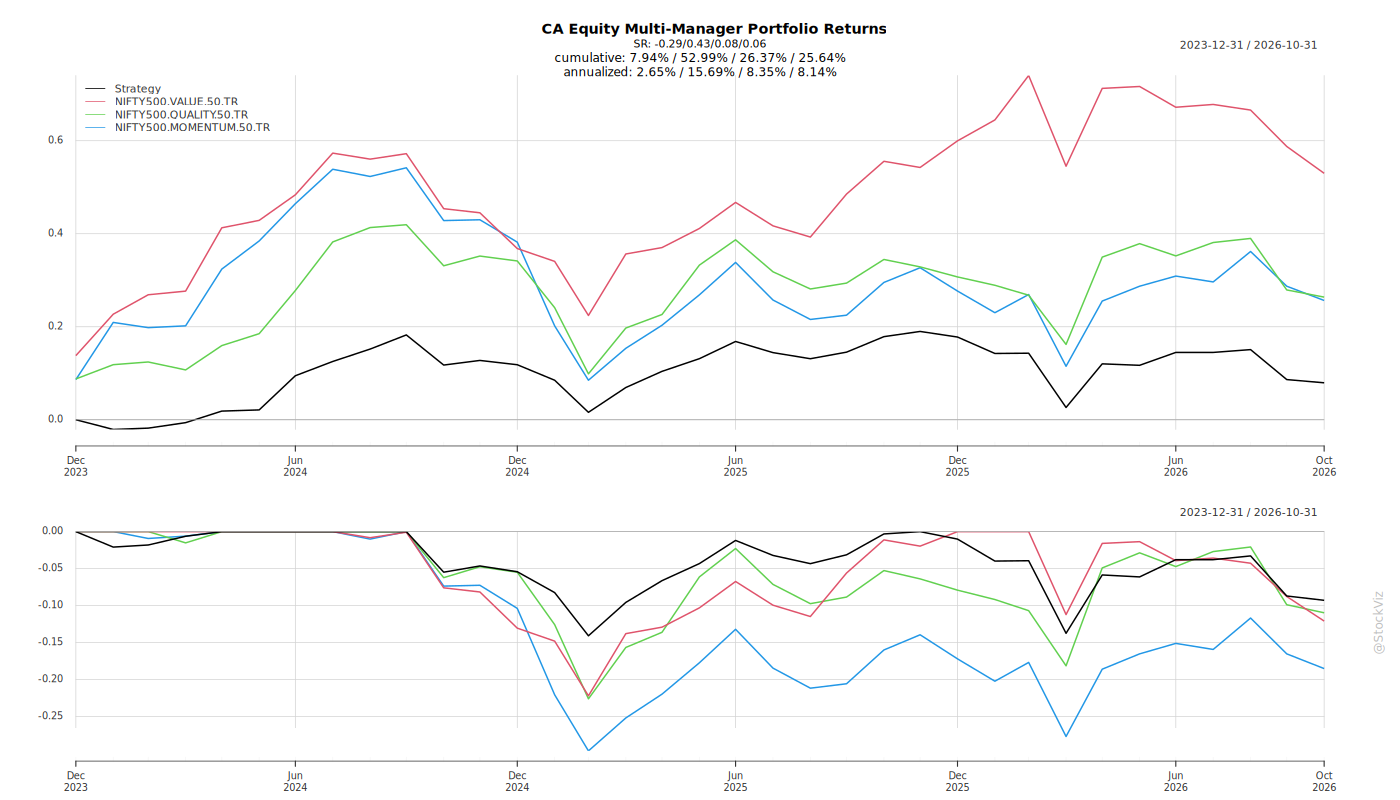 CA Equity Multi-Manager Portfolio Returns
SR: -0.29/0.43/0.08/0.06
cumulative: 7.94% / 52.99% / 26.37% / 25.64%
annualized: 2.65% / 15.69% / 8.35% / 8.14%
2023-12-31 / 2026-10-31
Strategy
NIFTY500.VALUE.50.TR
NIFTY500.QUALITY.50.TR
NIFTY500.MOMENTUM.50.TR
0.6
0.4
0.2
0.0
Dec Jun Dec Jun Dec Jun Oct
2023 2024 2024 2025 2025 2026 2026
2023-12-31 / 2026-10-31
0.00
-0.05
-0.10
-0.15
-0.20
-0.25
Dec Jun Dec Jun Dec Jun Oct
2023 2024 2024 2025 2025 2026 2026
@StockViz